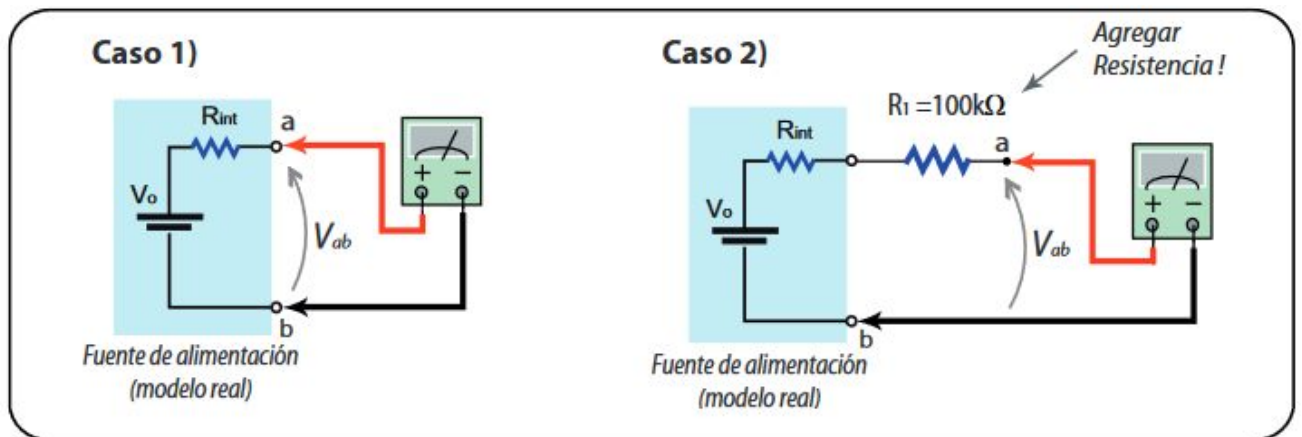 Caso 1)
Rint
a
Vo
+ −
Vab
b
Fuente de alimentación
(modelo real)
Caso 2)
Agregar
Resistencia !
R1 =100kΩ
Rint
a
Vo
+ −
Vab
b
Fuente de alimentación
(modelo real)